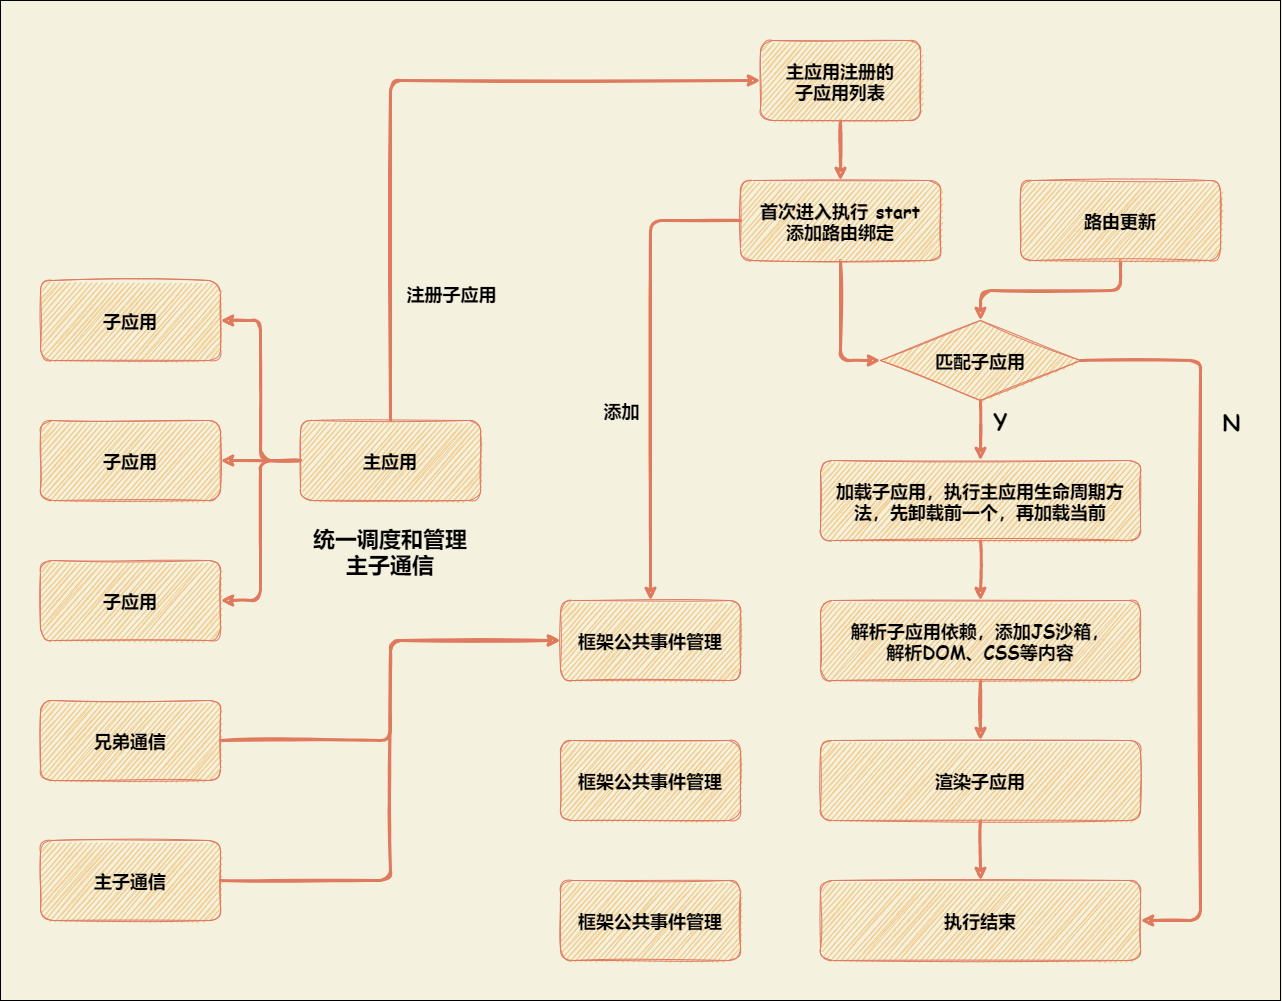 主应用注册的
子应用列表
首次进入执行 start
添加路由绑定
路由更新
注册子应用
子应用
匹配子应用
添加
Y
N
子应用
主应用
加载子应用，执行主应用生命周期方
法，先卸载前一个，再加载当前
统一调度和管理
主子通信
子应用
框架公共事件管理
解析子应用依赖，添加JS沙箱，
解析DOM、CSS等内容
兄弟通信
框架公共事件管理
渲染子应用
主子通信
框架公共事件管理
执行结束